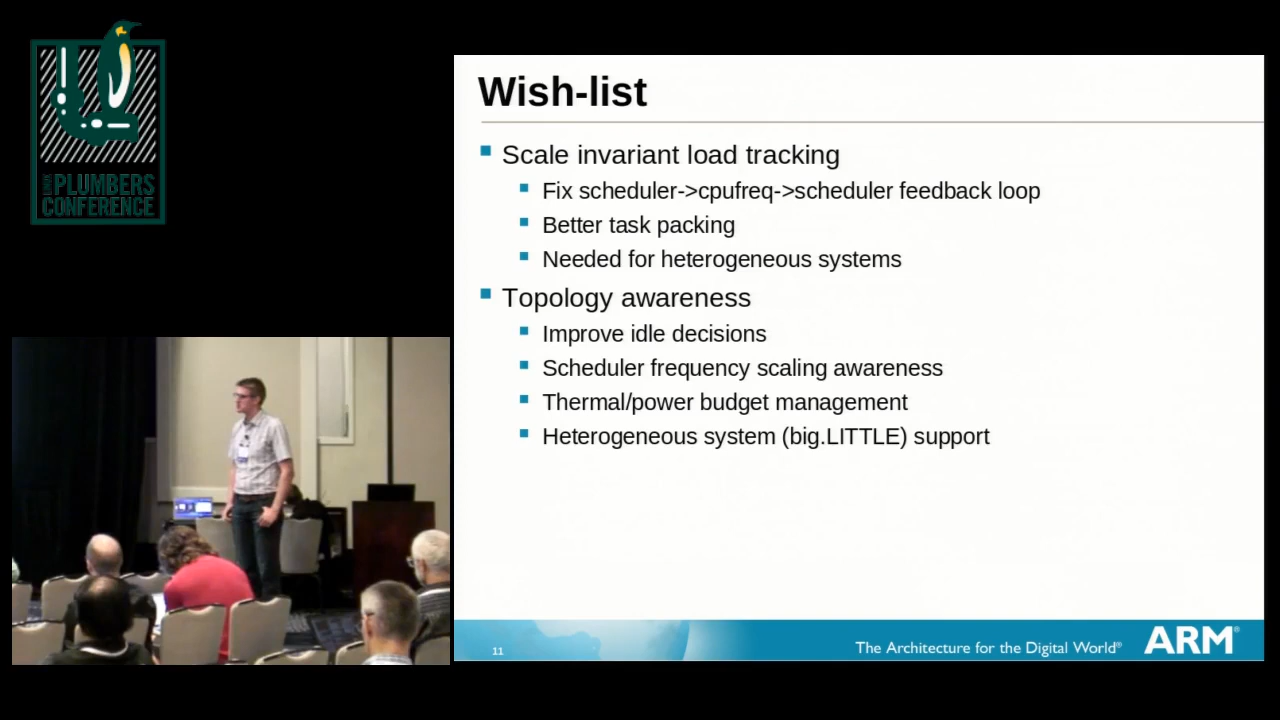 LINUX PLUMBERS
CONFERENCE
Wish-list
Scale invariant load tracking
Fix scheduler->cpufreq->scheduler feedback loop
Better task packing
Needed for heterogeneous systems
Topology awareness
Improve idle decisions
Scheduler frequency scaling awareness
Thermal/power budget management
Heterogeneous system (big.LITTLE) support
11
The Architecture for the Digital World®
ARM®